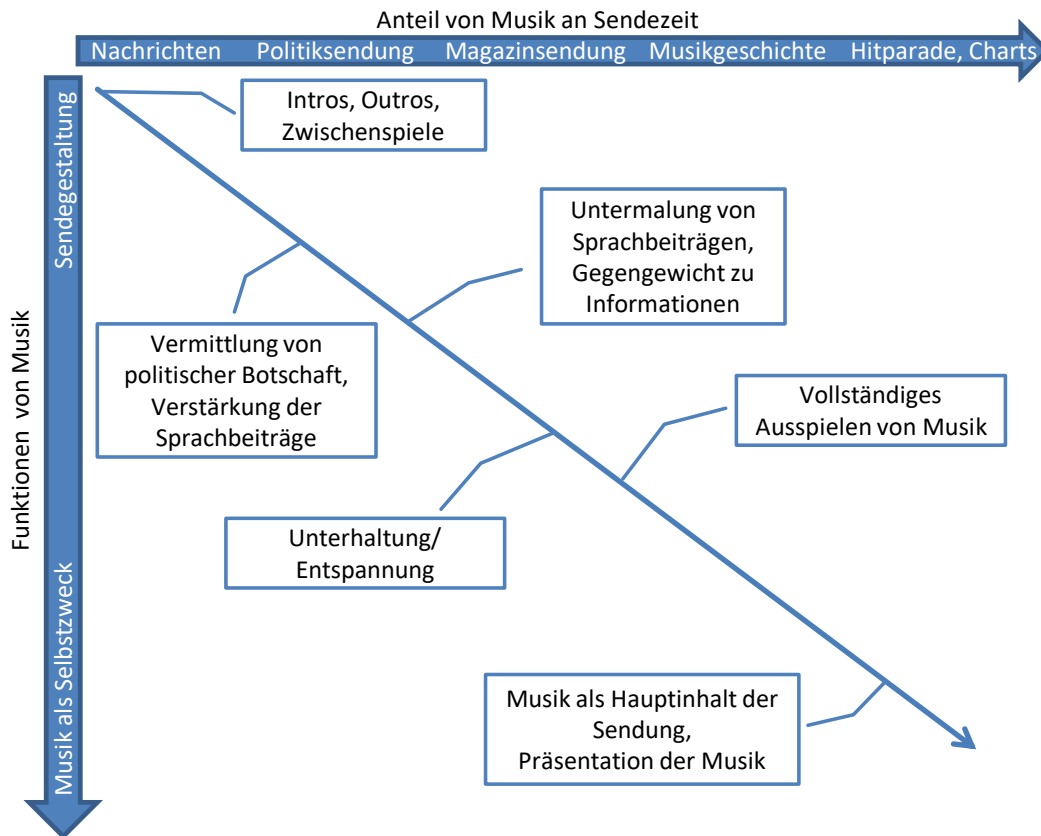 Anteil von Musik an Sendezeit
Nachrichten Politiksendung Magazinsendung Musikgeschichte Hitparade, Charts
Funktionen von Musik
Sendegestaltung
Musik als Selbstzweck
Intros, Outros,
Zwischenspiele
Untermalung von
Sprachbeiträgen,
Gegengewicht zu
Informationen
Vermittlung von
politischer Botschaft,
Verstärkung der
Sprachbeiträge
Vollständiges
Ausspielen von Musik
Unterhaltung/
Entspannung
Musik als Hauptinhalt der
Sendung,
Präsentation der Musik